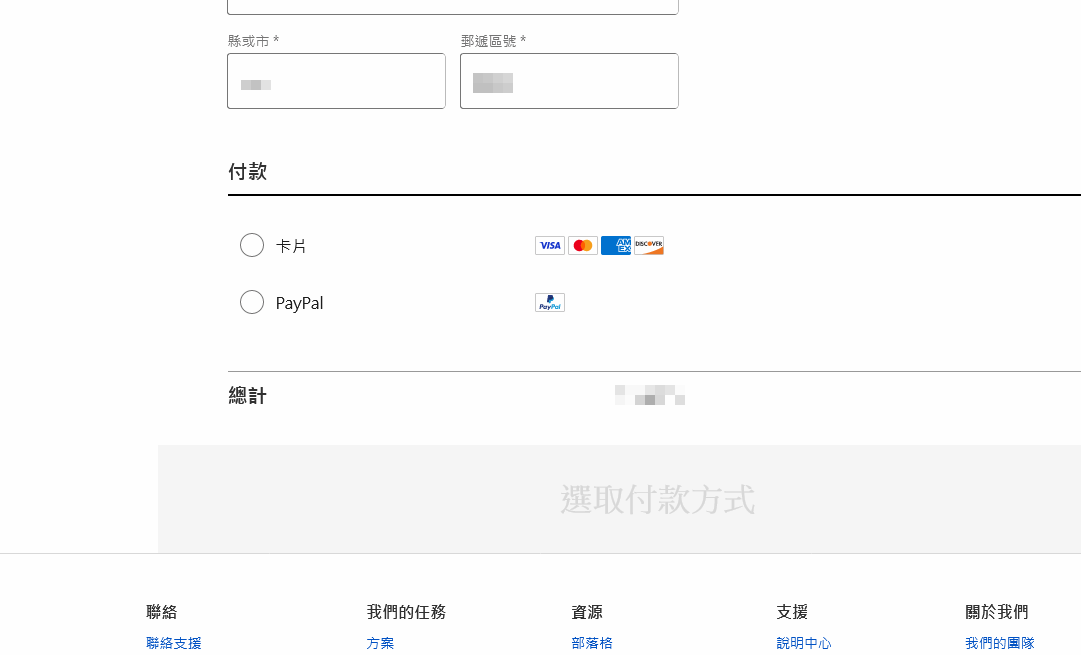 縣或市 * 郵遞區號 *
付款
卡片 VISA AMEX DISCOVER
PayPal PayPal
總計
選取付款方式
聯絡 我們的任務 資源 支援 關於我們
聯絡支援 方案 部落格 說明中心 我們的團隊